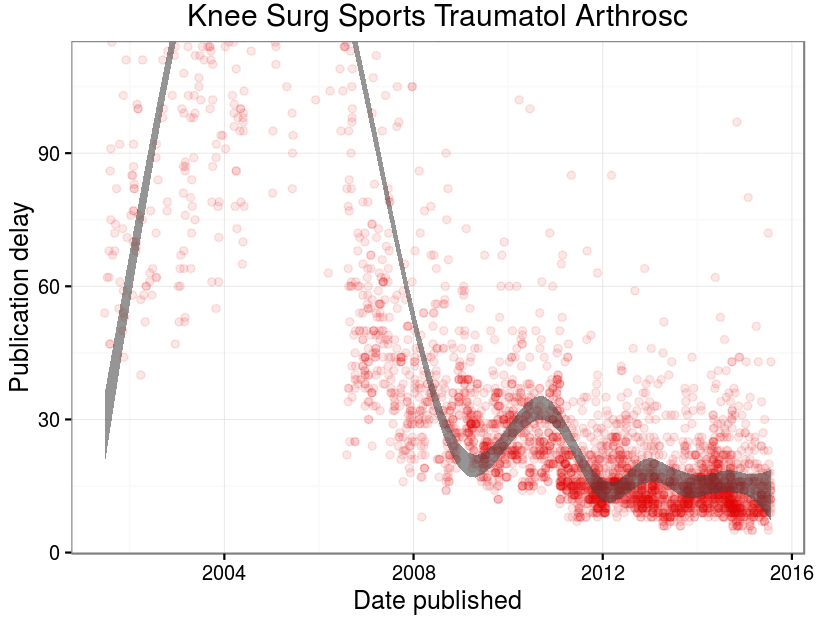 Knee Surg Sports Traumatol Arthrosc
Publication delay
90
60
30
0
2004 2008 2012 2016
Date published